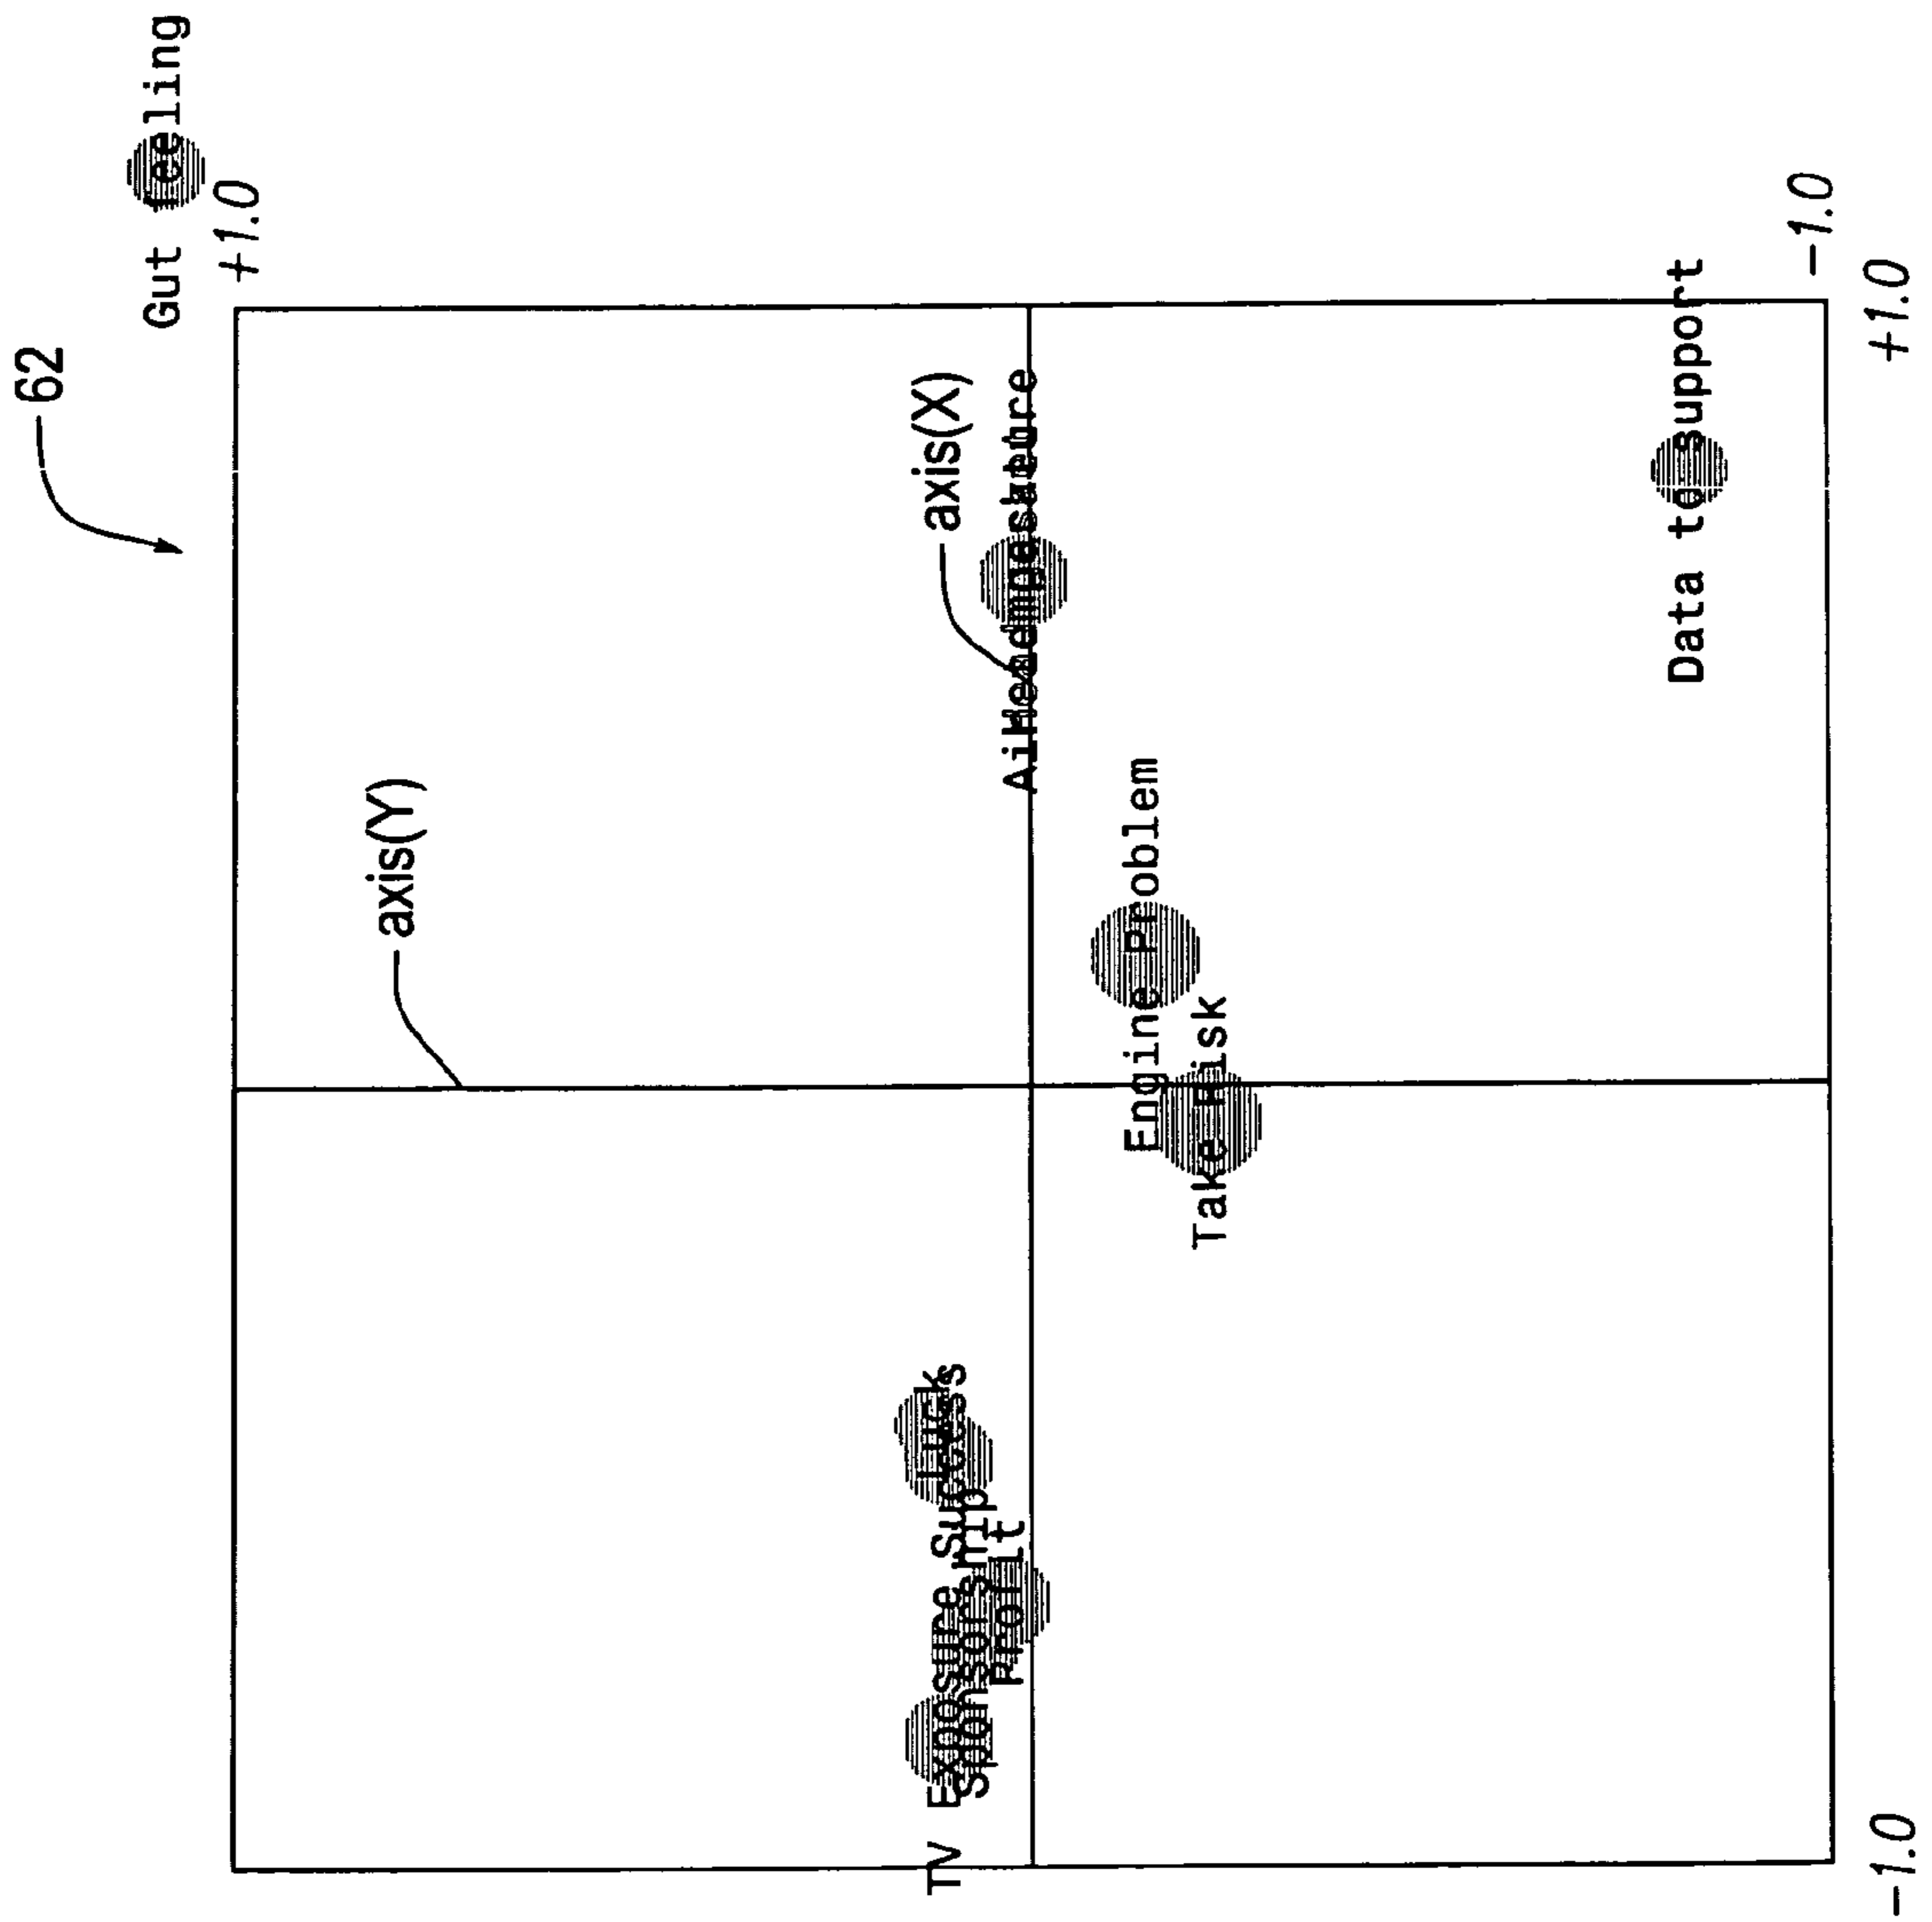 62
Gut feeling
+1.0
axis(Y)
axis(X)
Luck
TV Exposure
Success
Sponsorship
Profit
Engine Problem
Take Risk
Data to support
-1.0
-1.0
+1.0